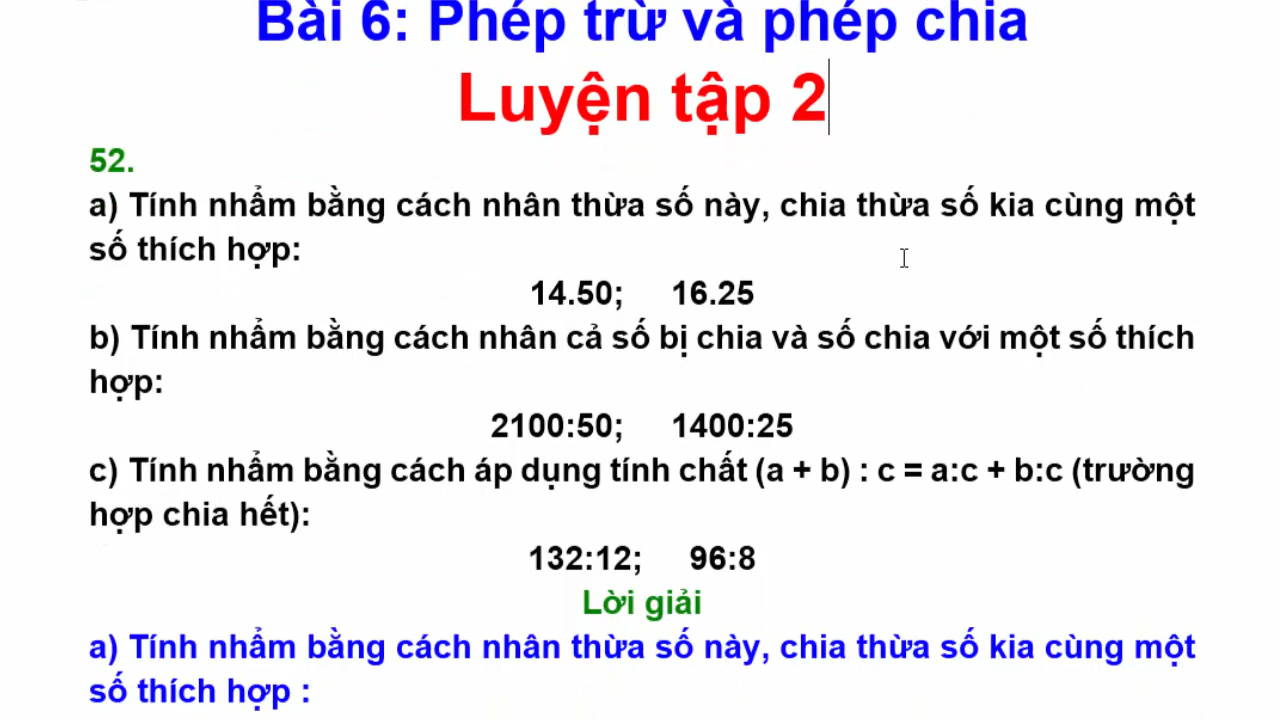 Bài 6: Phép trừ và phép chia
Luyện tập 2
52.
a) Tính nhẩm bằng cách nhân thừa số này, chia thừa số kia cùng một
số thích hợp:
14.50; 16.25
b) Tính nhẩm bằng cách nhân cả số bị chia và số chia với một số thích
hợp:
2100:50; 1400:25
c) Tính nhẩm bằng cách áp dụng tính chất (a + b) : c = a:c + b:c (trường
hợp chia hết):
132:12; 96:8
Lời giải
a) Tính nhẩm bằng cách nhân thừa số này, chia thừa số kia cùng một
số thích hợp :